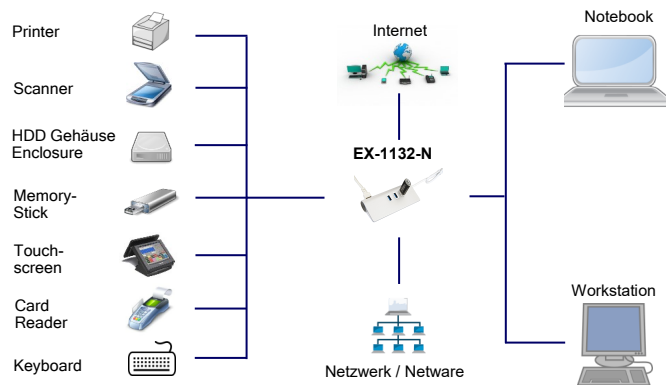 Printer
Scanner
HDD Gehäuse
Enclosure
Memory-
Stick
Touch-
screen
Card
Reader
Keyboard
Internet
EX-1132-N
Netzwerk / Netware
Notebook
Workstation